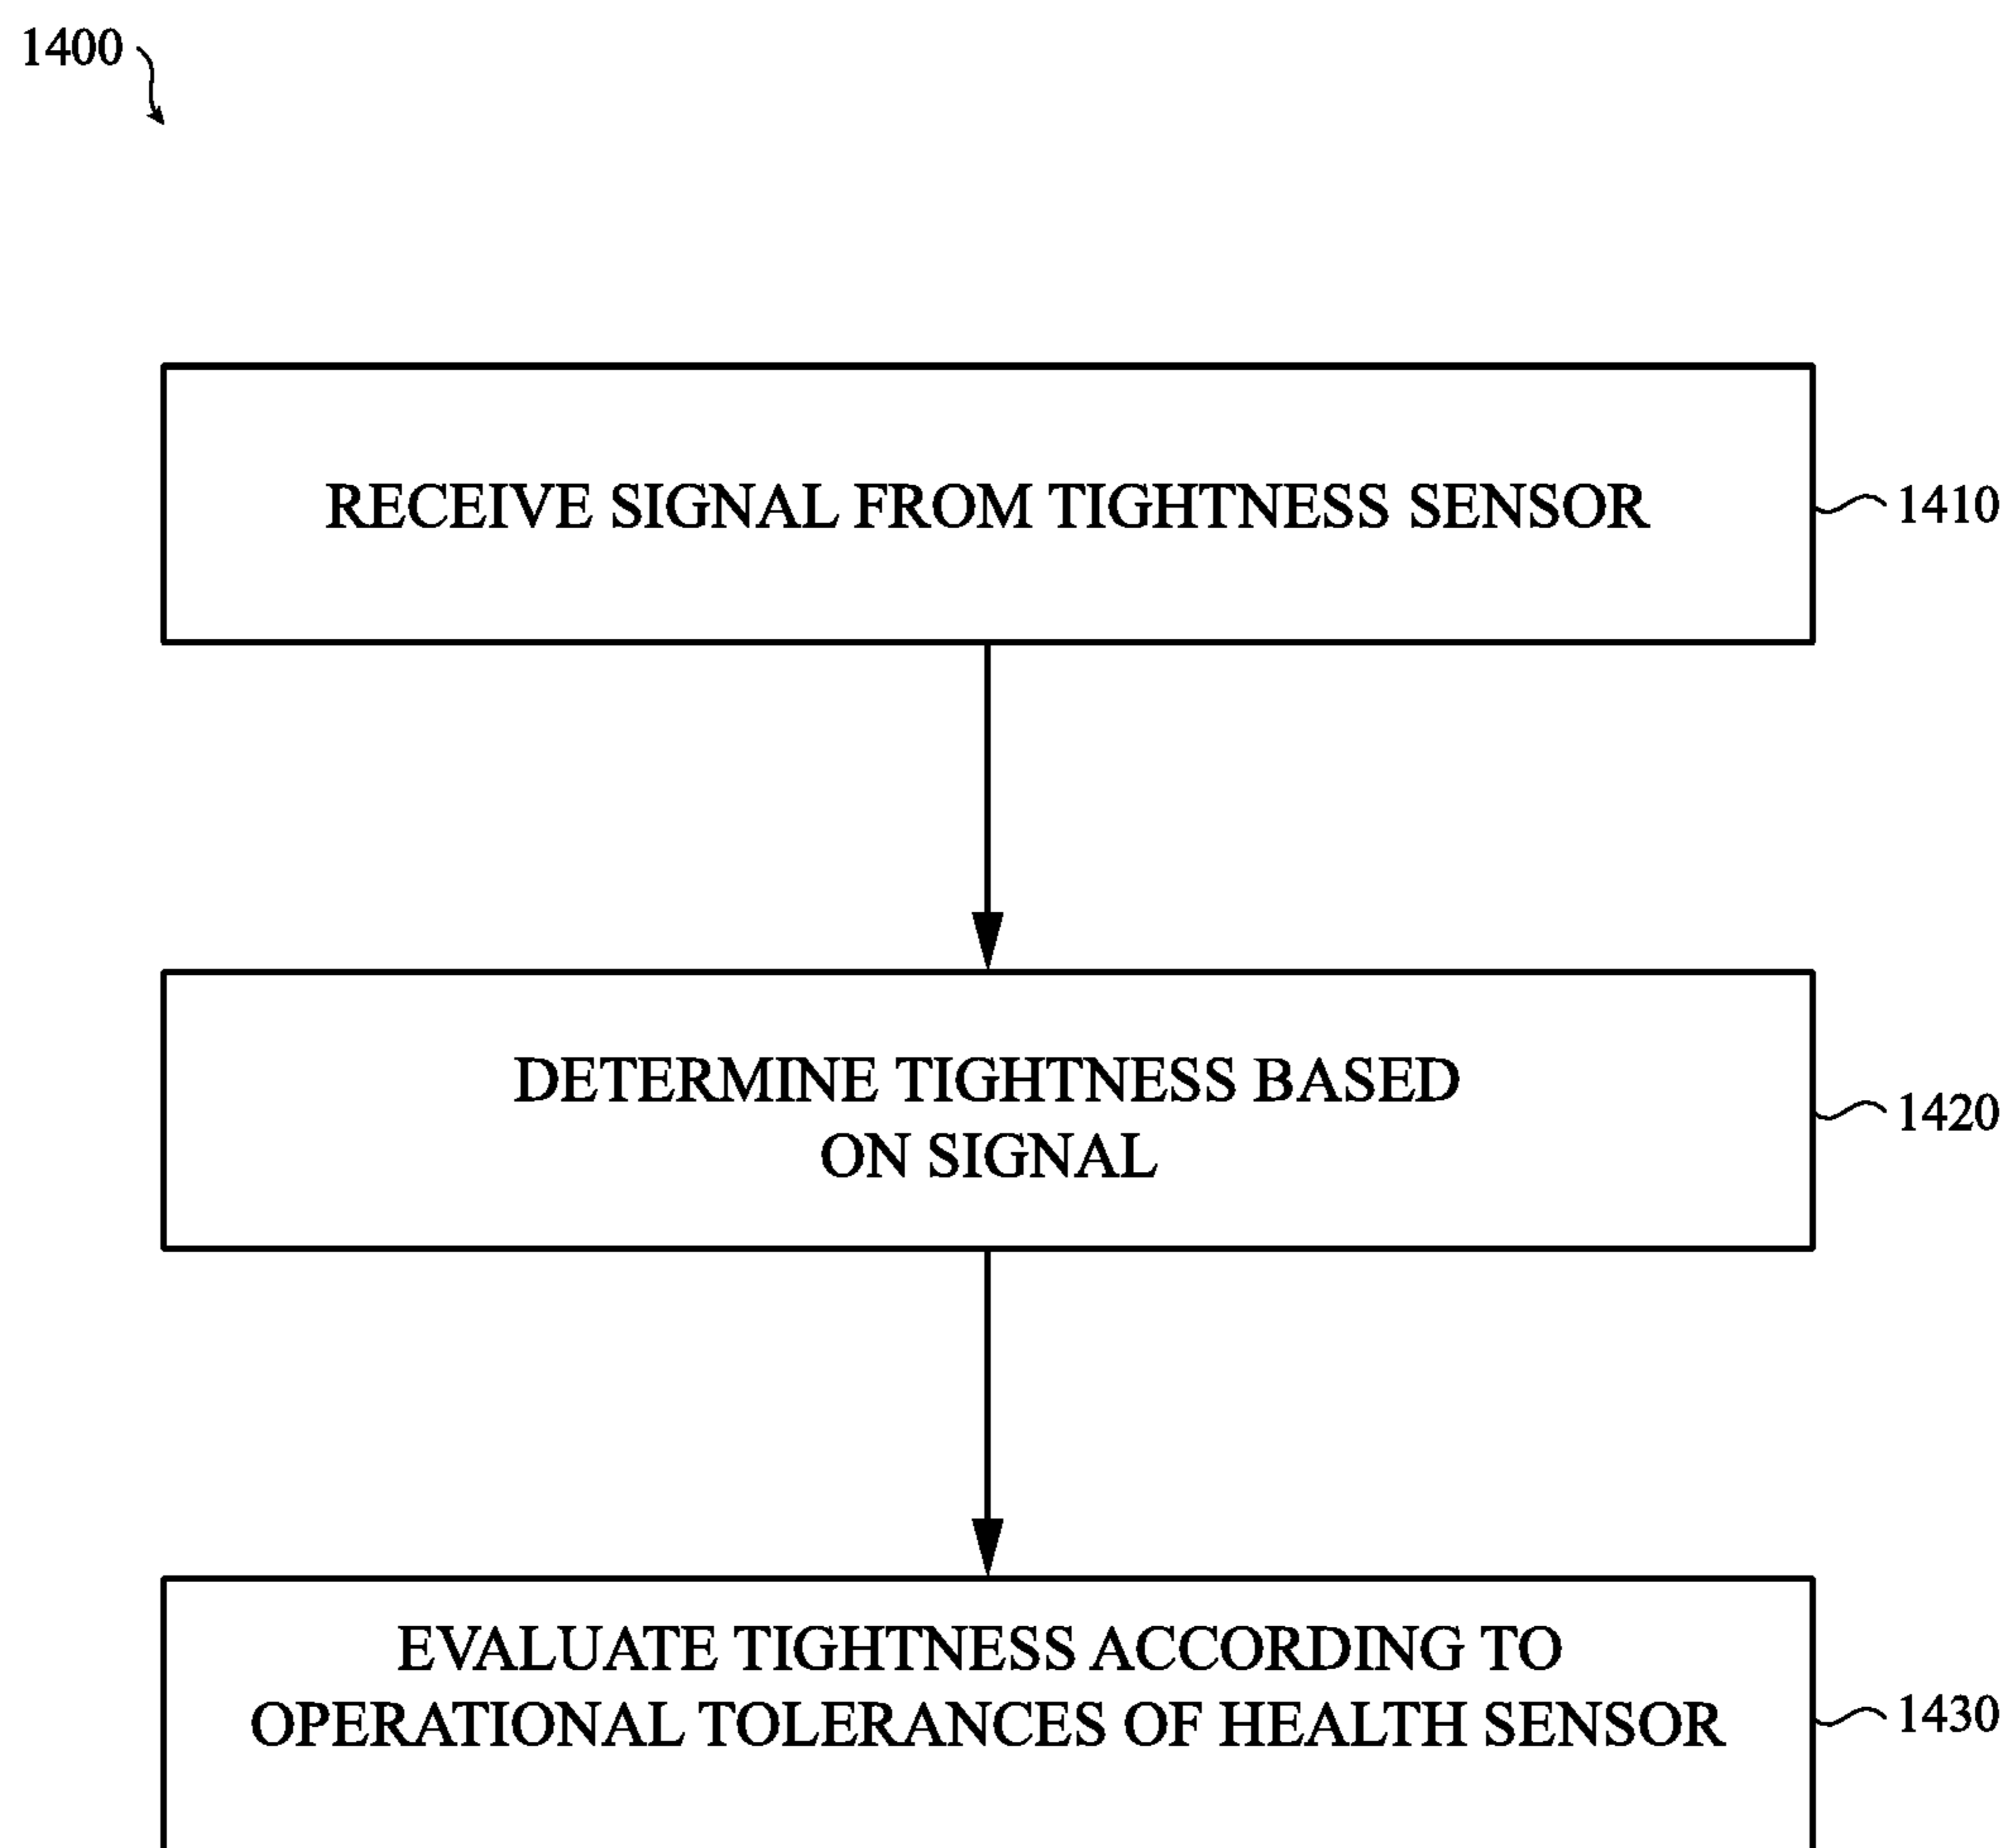 1400
RECEIVE SIGNAL FROM TIGHTNESS SENSOR
1410
DETERMINE TIGHTNESS BASED
ON SIGNAL
1420
EVALUATE TIGHTNESS ACCORDING TO
OPERATIONAL TOLERANCES OF HEALTH SENSOR
1430